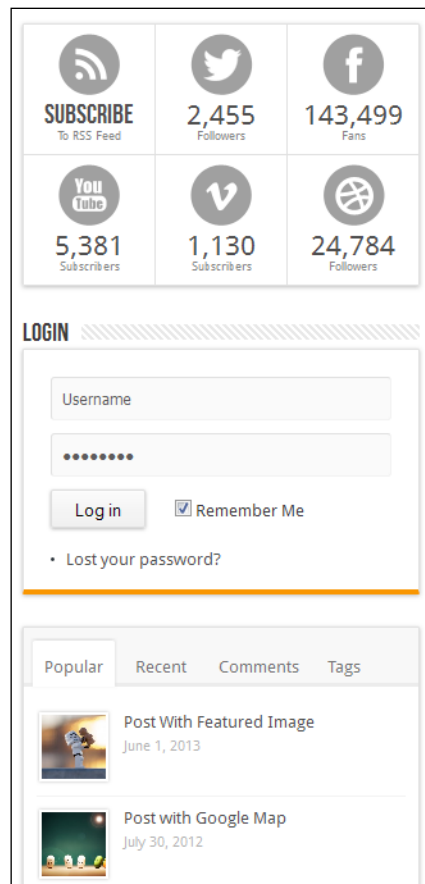 SUBSCRIBE 2,455 143,499
To RSS Feed Followers Fans
You
Tube
5,381 1,130 24,784
Subscribers Subscribers Followers
LOGIN
Username
••••••••
Log in Remember Me
• Lost your password?
Popular Recent Comments Tags
Post With Featured Image
June 1, 2013
Post with Google Map
July 30, 2012